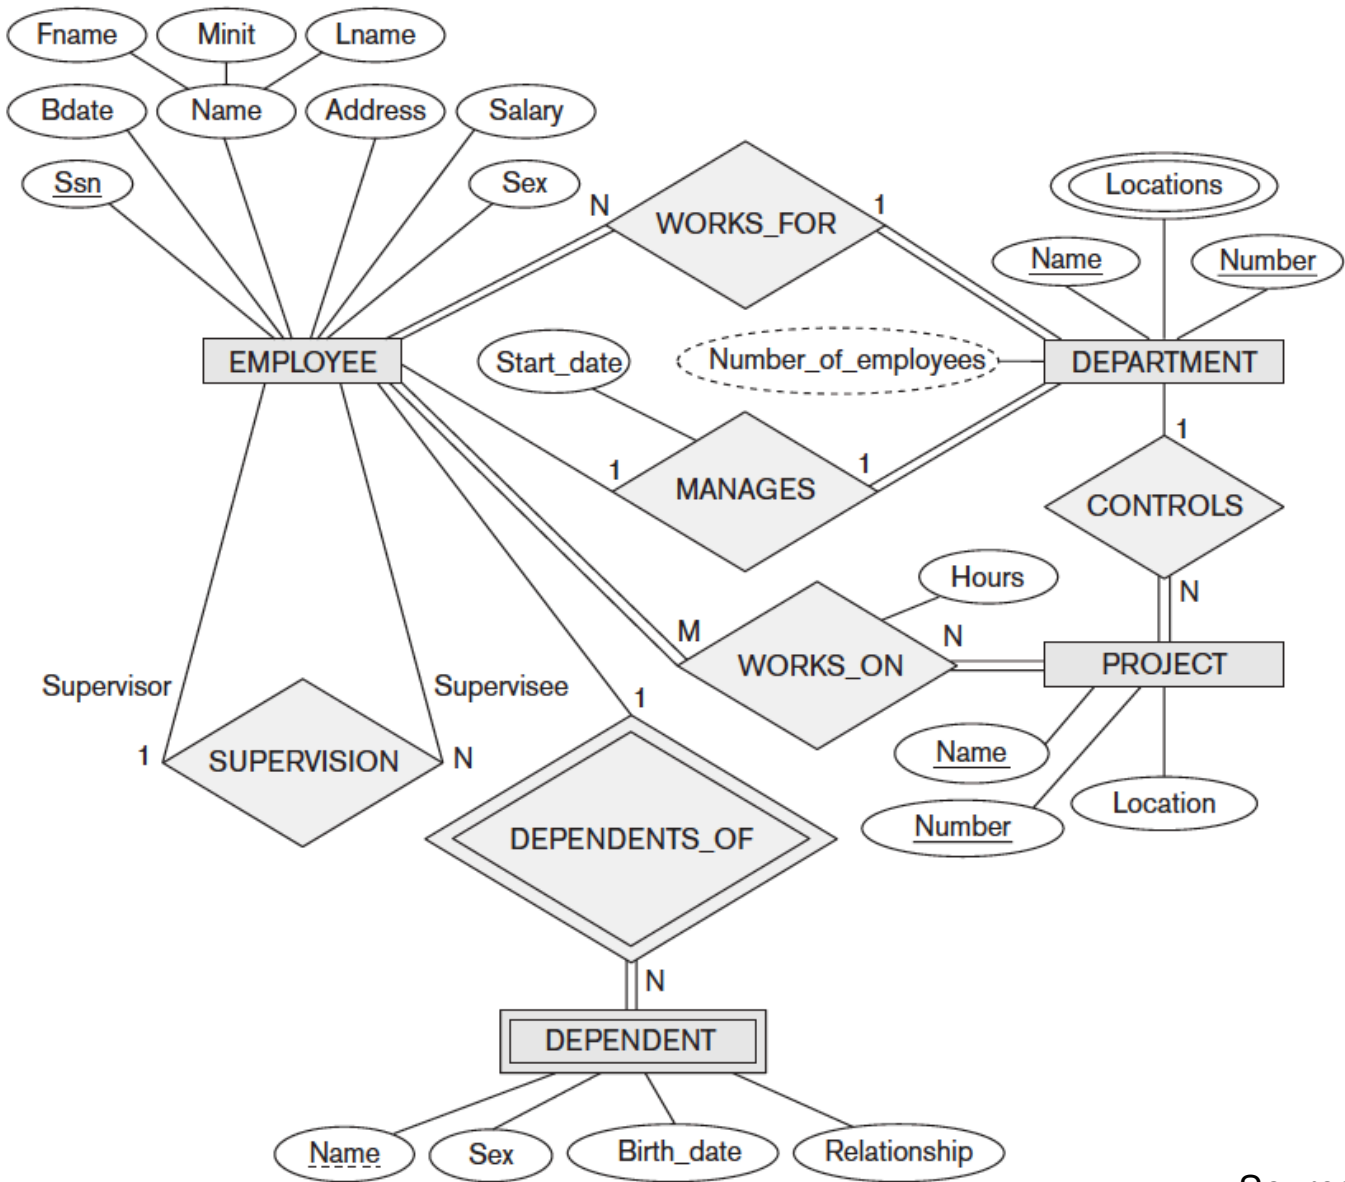 Fname Minit Lname
Bdate Name Address Salary
Ssn Sex
N WORKS_FOR 1
Locations
Name Number
EMPLOYEE
Start_date
Number_of_employees
DEPARTMENT
1 MANAGES 1
1
CONTROLS
N
Hours
M WORKS_ON N
PROJECT
Name
Number
Location
Supervisor Supervisee
1 SUPERVISION N
1
DEPENDENTS_OF
N
DEPENDENT
Name Sex Birth_date Relationship